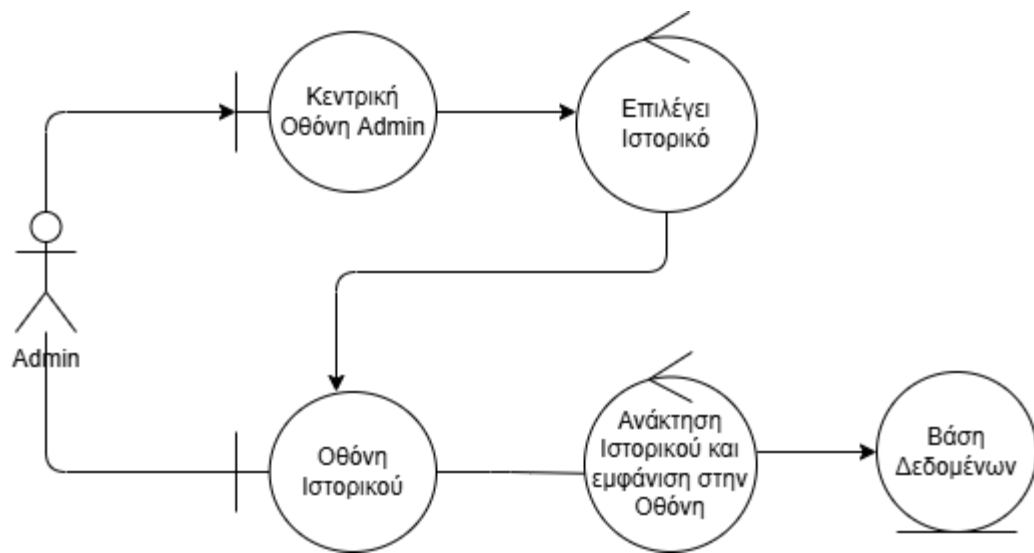 Κεντρική
Οθόνη Admin
Επιλέγει
Ιστορικό
Admin
Οθόνη
Ιστορικού
Ανάκτηση
Ιστορικού και
εμφάνιση στην
Οθόνη
Βάση
Δεδομένων